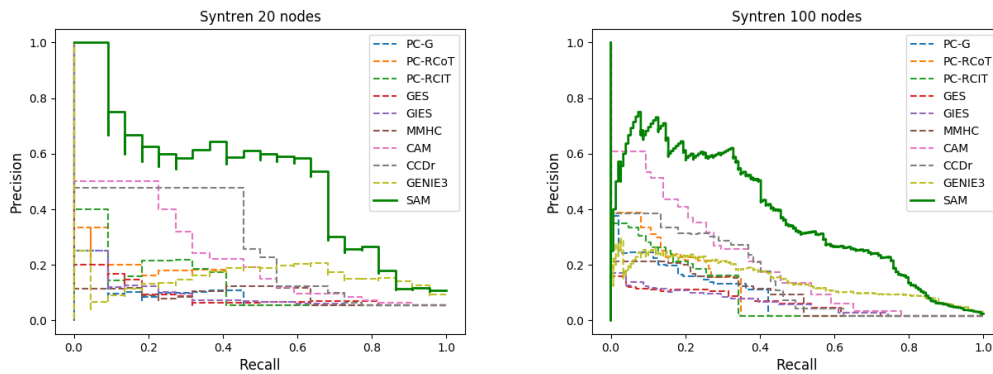 Syntren 20 nodes
Precision
1.0
0.8
0.6
0.4
0.2
0.0
0.0 0.2 0.4 0.6 0.8 1.0
Recall
PC-G
PC-RCoT
PC-RCIT
GES
GIES
MMHC
CAM
CCDr
GENIE3
SAM
Syntren 100 nodes
Precision
1.0
0.8
0.6
0.4
0.2
0.0
0.0 0.2 0.4 0.6 0.8 1.0
Recall
PC-G
PC-RCoT
PC-RCIT
GES
GIES
MMHC
CAM
CCDr
GENIE3
SAM